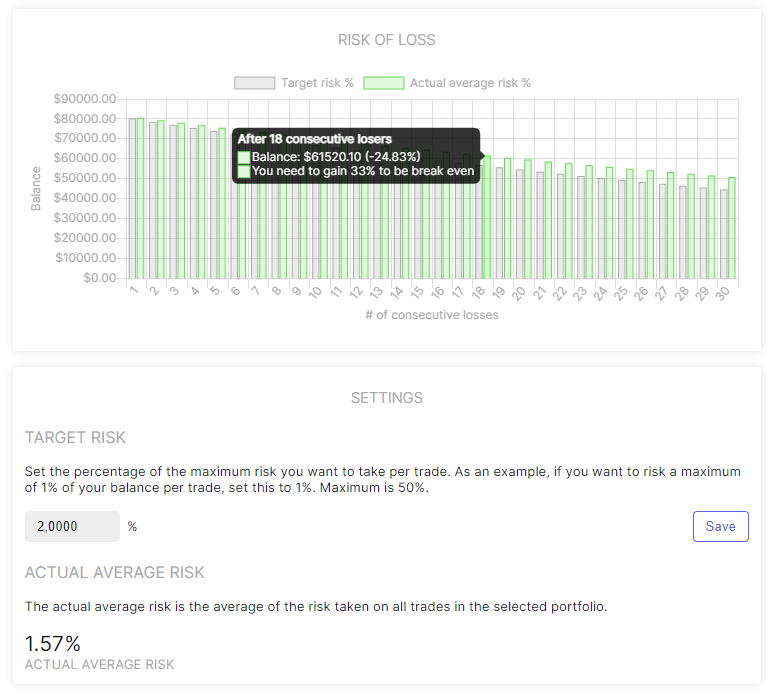 RISK OF LOSS
Target risk %
Actual average risk %
$90000.00
$80000.00
$70000.00
$60000.00
$50000.00
$40000.00
$30000.00
$20000.00
$10000.00
$0.00
Balance
After 18 consecutive losers
Balance: $61520.10 (-24.83%)
You need to gain 33% to be break even
1 2 3 4 5 6 7 8 9 10 11 12 13 14 15 16 17 18 19 20 21 22 23 24 25 26 27 28 29 30
# of consecutive losses
SETTINGS
TARGET RISK
Set the percentage of the maximum risk you want to take per trade. As an example, if you want to risk a maximum
of 1% of your balance per trade, set this to 1%. Maximum is 50%.
2,0000 %
Save
ACTUAL AVERAGE RISK
The actual average risk is the average of the risk taken on all trades in the selected portfolio.
1.57%
ACTUAL AVERAGE RISK